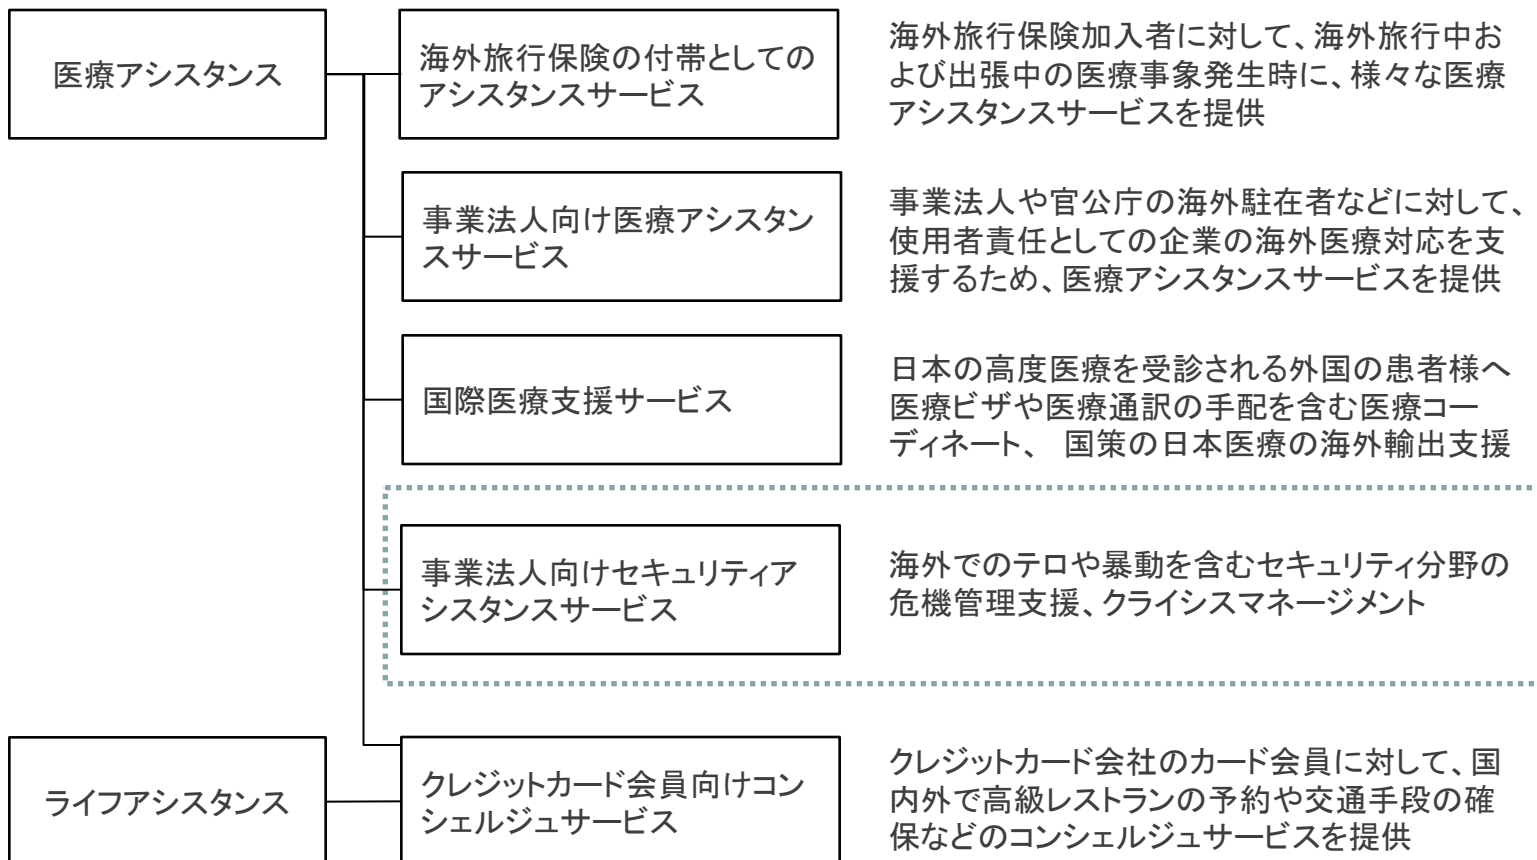 医療アシスタンス
海外旅行保険の付帯としての
アシスタンスサービス
海外旅行保険加入者に対して、海外旅行中お
よび出張中の医療事象発生時に、様々な医療
アシスタンスサービスを提供
事業法人向け医療アシスタン
スサービス
事業法人や官公庁の海外駐在者などに対して、
使用者責任としての企業の海外医療対応を支
援するため、医療アシスタンスサービスを提供
国際医療支援サービス
日本の高度医療を受診される外国の患者様へ
医療ビザや医療通訳の手配を含む医療コー
ディネート、 国策の日本医療の海外輸出支援
事業法人向けセキュリティア
シスタンスサービス
海外でのテロや暴動を含むセキュリティ分野の
危機管理支援、クライシスマネージメント
ライフアシスタンス
クレジットカード会員向けコン
シェルジュサービス
クレジットカード会社のカード会員に対して、国
内外で高級レストランの予約や交通手段の確
保などのコンシェルジュサービスを提供